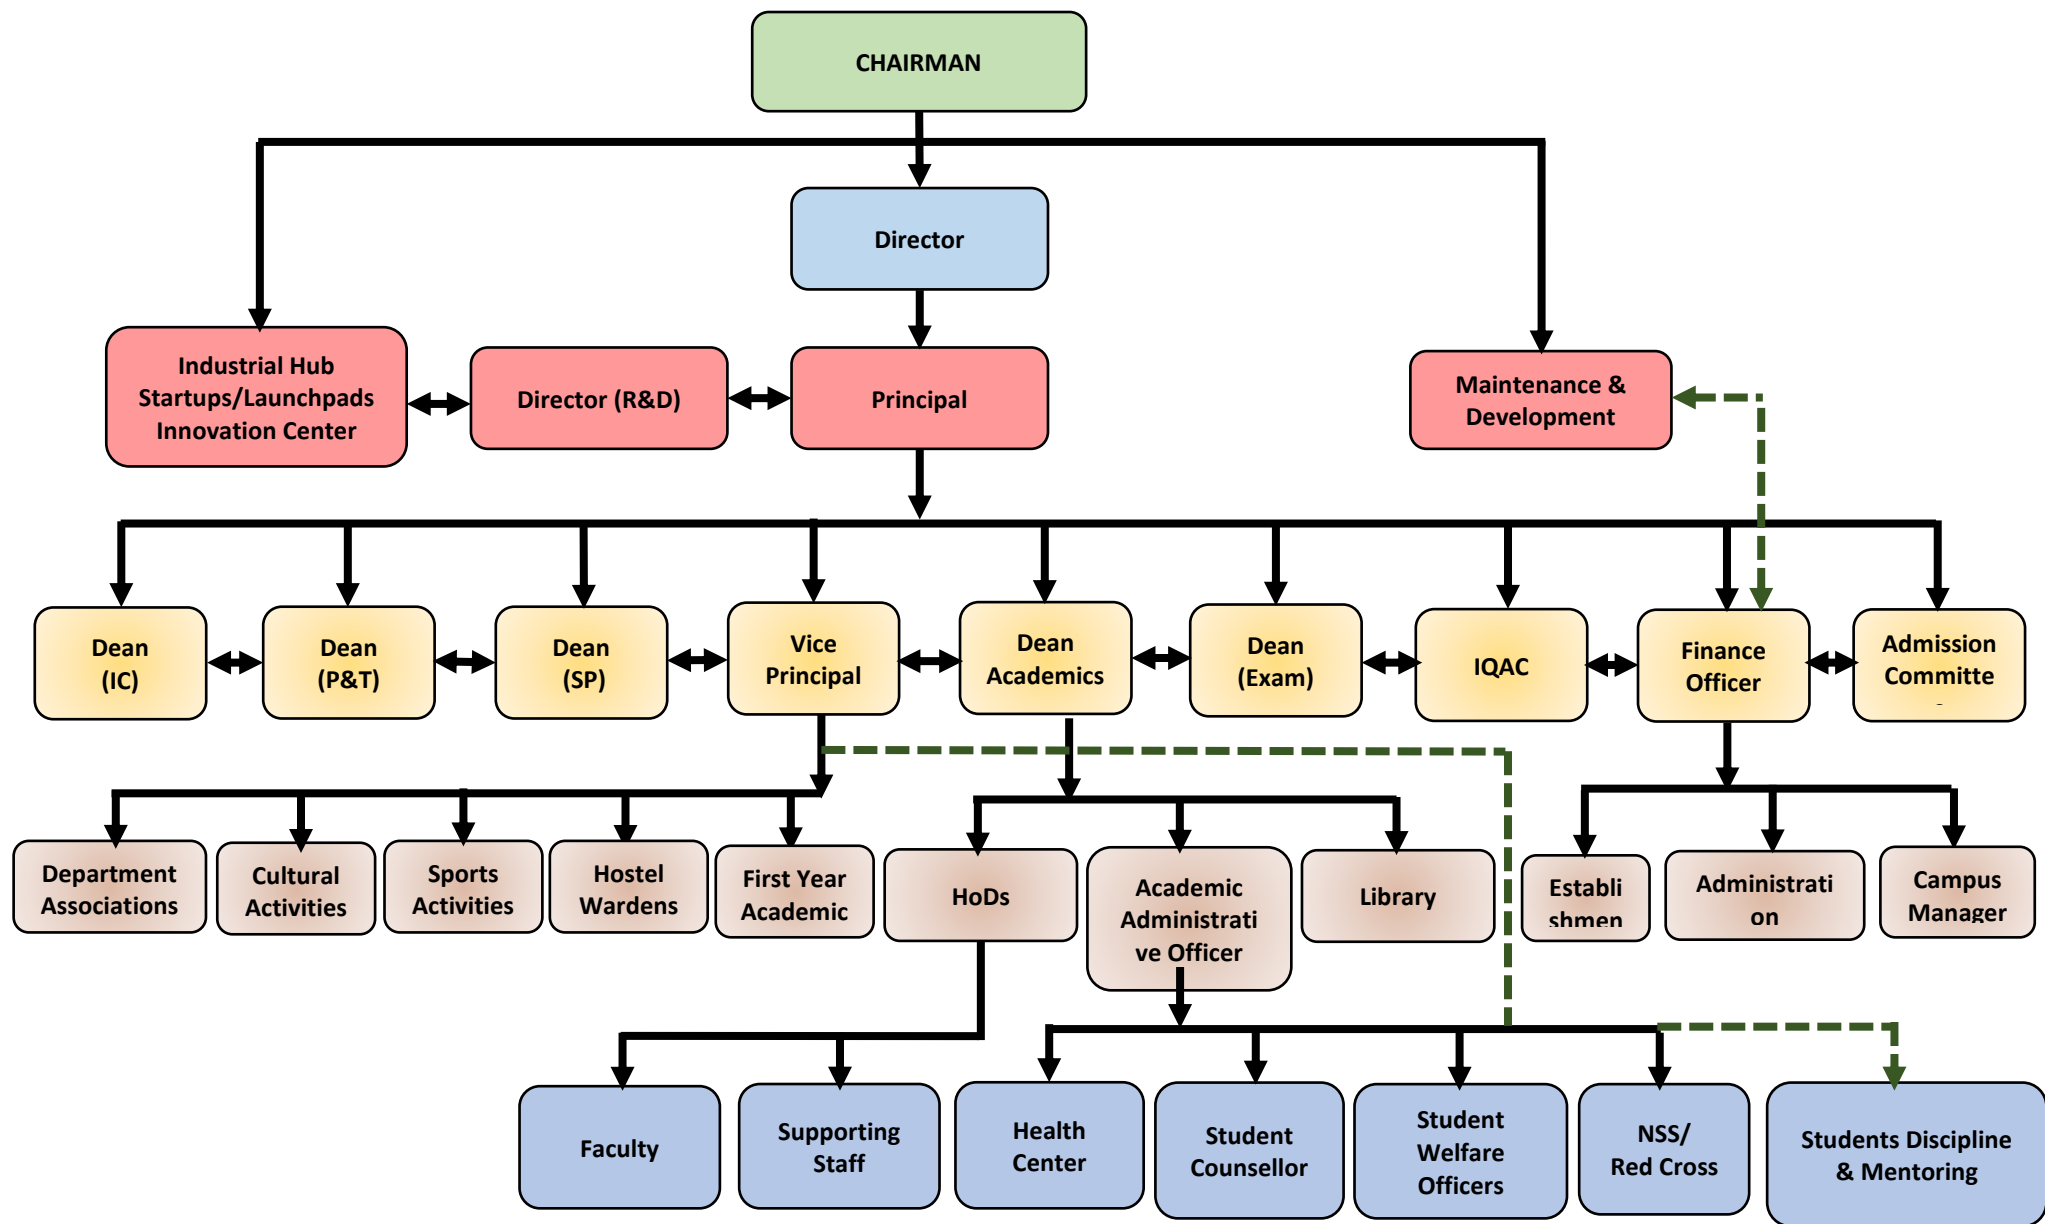 CHAIRMAN
Director
Industrial Hub
Startups/Launchpads
Innovation Center
Director (R&D)
Principal
Maintenance &
Development
Dean
(IC)
Dean
(P&T)
Dean
(SP)
Vice
Principal
Dean
Academics
Dean
(Exam)
IQAC
Finance
Officer
Admission
Committe
Department
Associations
Cultural
Activities
Sports
Activities
Hostel
Wardens
First Year
Academic
HoDs
Academic
Administrati
ve Officer
Library
Establi
shmen
Administrati
on
Campus
Manager
Faculty
Supporting
Staff
Health
Center
Student
Counsellor
Student
Welfare
Officers
NSS/
Red Cross
Students Discipline
& Mentoring